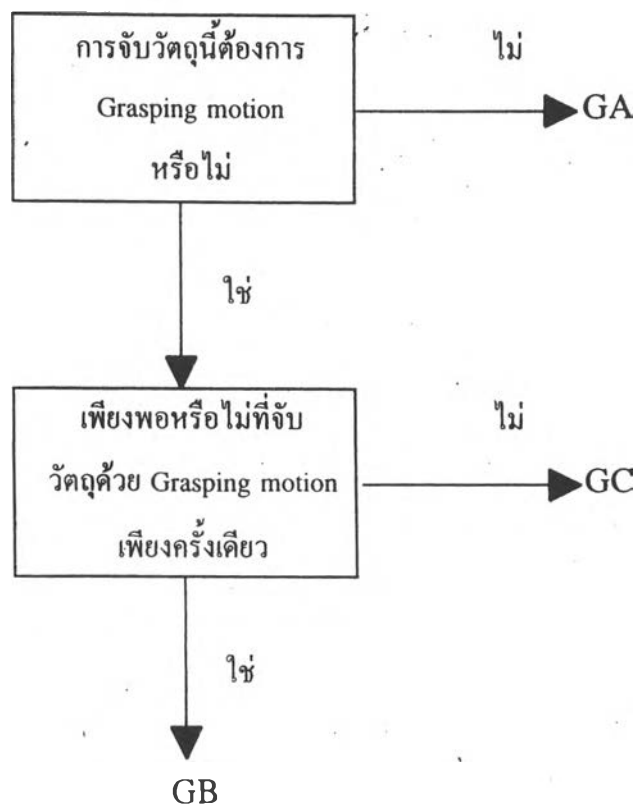 การจับวัตถุนี้ต้องการ
Grasping motion
หรือไม่
ไม่
GA
ใช่
เพียงพอหรือไม่ที่จับ
วัตถุด้วย Grasping motion
เพียงครั้งเดียว
ไม่
GC
ใช่
GB